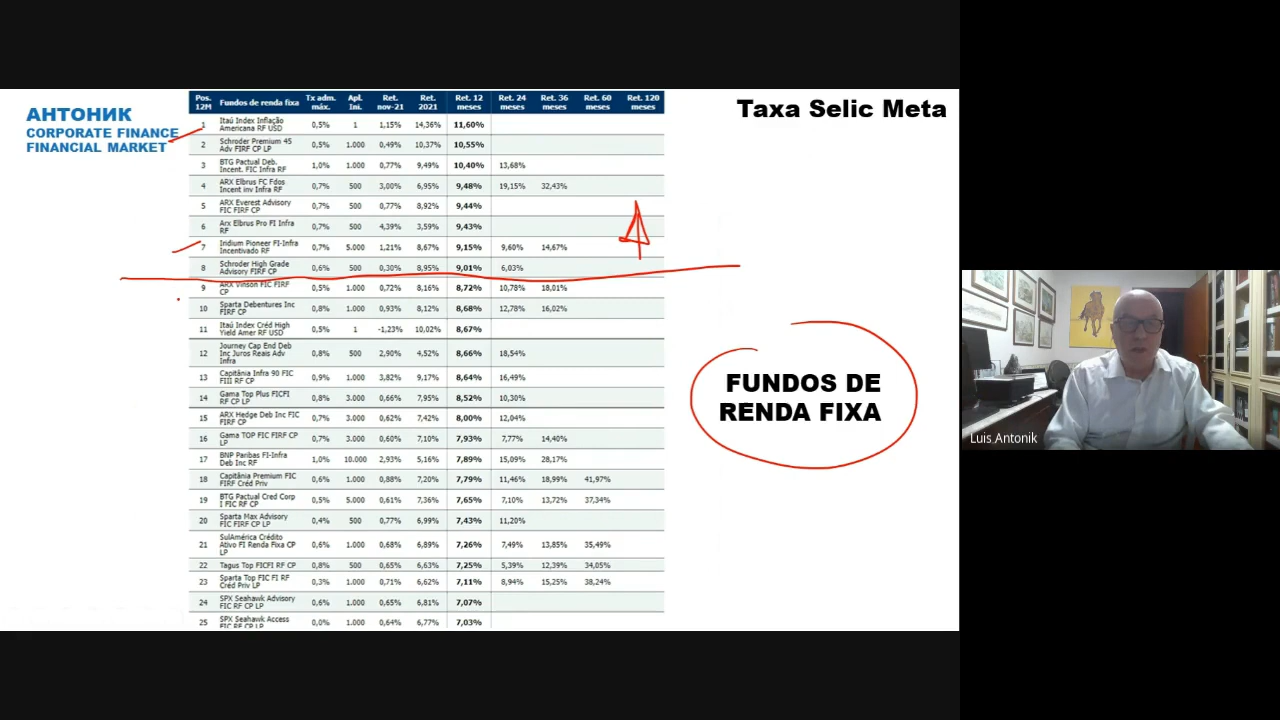 АНТОНИК
CORPORATE FINANCE
FINANCIAL MARKET
Taxa Selic Meta
Pos. 12M Fundos de renda fixa Tx adm. máx. Apl. Ini. Ret. nov-21 Ret. 2021 Ret. 12 meses Ret. 24 meses Ret. 36 meses Ret. 60 meses Ret. 120 meses
1 Itaú Index Inflação Americana RF USD 0,5% 1 1,15% 14,36% 11,60%
2 Schroder Premium 45 Adv FIRF CP LP 0,5% 1.000 0,49% 10,37% 10,55%
3 BTG Pactual Deb. Incent. FIC Infra RF 1,0% 1.000 0,77% 9,49% 10,40% 13,68%
4 ARX Elbrus FC Fdos Incent inv Infra RF 0,7% 500 3,00% 6,95% 9,48% 19,15% 32,43%
5 ARX Everest Advisory FIC FIRF CP 0,7% 500 0,77% 8,92% 9,44%
6 Arx Elbrus Pro FI Infra RF 0,7% 500 4,39% 3,59% 9,43%
7 Iridium Pioneer FI-Infra Incentivado RF 0,7% 5.000 1,21% 8,67% 9,15% 9,60% 14,67%
8 Schroder High Grade Advisory FIRF CP 0,6% 500 0,30% 8,95% 9,01% 6,03%
9 ARX Vinson FIC FIRF CP 0,5% 1.000 0,72% 8,16% 8,72% 10,78% 18,01%
10 Sparta Debentures Inc FIRF CP 0,8% 1.000 0,93% 8,12% 8,68% 12,78% 16,02%
11 Itaú Index Créd High Yield Amer RF USD 0,5% 1 -1,23% 10,02% 8,67%
12 Journey Cap End Deb Inc Juros Reais Adv Infra 0,8% 500 2,90% 4,52% 8,66% 18,54%
13 Capitânia Infra 90 FIC FIII RF CP 0,9% 1.000 3,82% 9,17% 8,64% 16,49%
14 Gama Top Plus FICFI RF CP LP 0,8% 3.000 0,66% 7,95% 8,52% 10,30%
15 ARX Hedge Deb Inc FIC FIRF CP 0,7% 3.000 0,62% 7,42% 8,00% 12,04%
16 Gama TOP FIC FIRF CP LP 0,7% 3.000 0,60% 7,10% 7,93% 7,77% 14,40%
17 BNP Paribas FI-Infra Deb Inc RF 1,0% 10.000 2,93% 5,16% 7,89% 15,09% 28,17%
18 Capitânia Premium FIC FIRF Créd Priv 0,6% 1.000 0,88% 7,20% 7,79% 11,46% 18,99% 41,97%
19 BTG Pactual Cred Corp I FIC RF CP 0,5% 5.000 0,61% 7,36% 7,65% 7,10% 13,72% 37,34%
20 Sparta Max Advisory FIC FIRF CP LP 0,4% 500 0,77% 6,99% 7,43% 11,20%
21 SulAmérica Crédito Ativo FI Renda Fixa CP LP 0,6% 1.000 0,68% 6,89% 7,26% 7,49% 13,85% 35,49%
22 Tagus Top FICFI RF CP 0,8% 500 0,65% 6,63% 7,25% 5,39% 12,39% 34,05%
23 Sparta Top FIC FI RF Créd Priv LP 0,3% 1.000 0,71% 6,62% 7,11% 8,94% 15,25% 38,24%
24 SPX Seahawk Advisory FIC RF CP LP 0,6% 1.000 0,65% 6,81% 7,07%
25 SPX Seahawk Access FIC RF CP LP 0,0% 1.000 0,64% 6,77% 7,03%
FUNDOS DE
RENDA FIXA
Luis Antonik